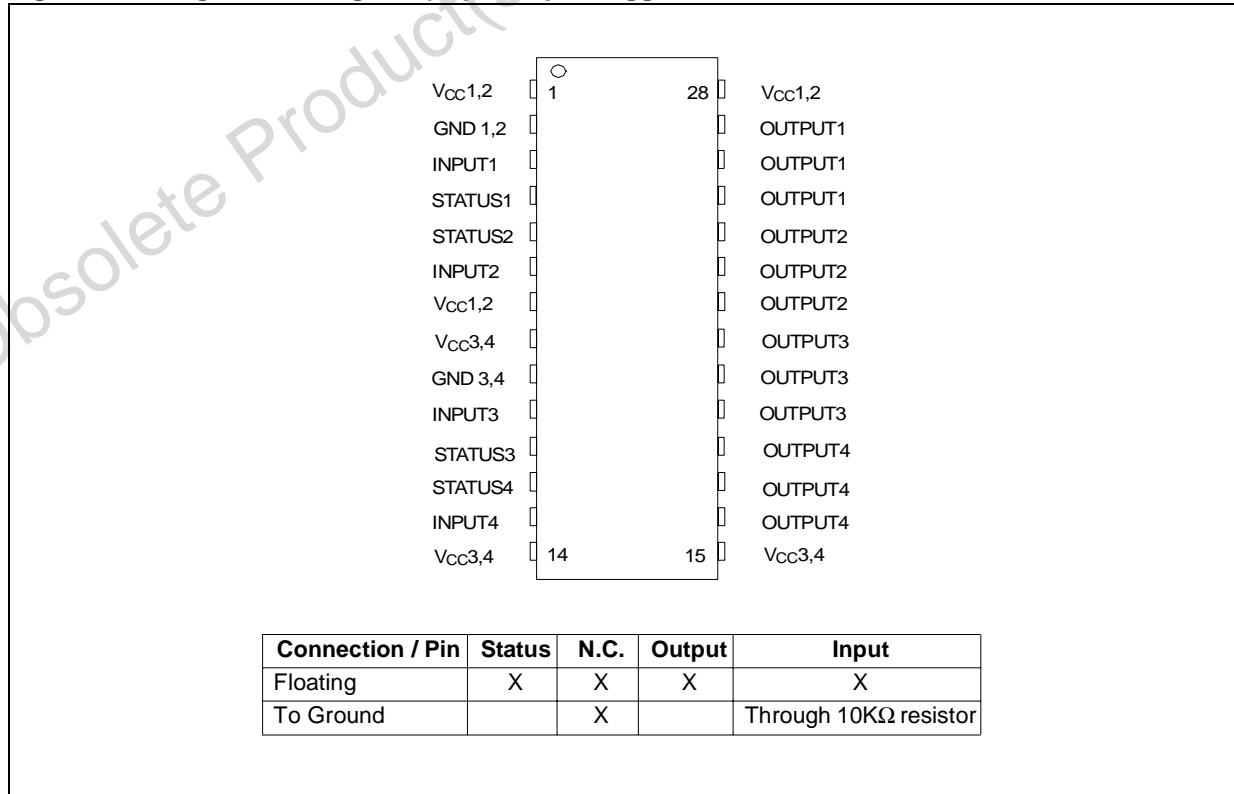 VCC1,2 1 28 VCC1,2
GND 1,2 OUTPUT1
INPUT1 OUTPUT1
STATUS1 OUTPUT1
STATUS2 OUTPUT2
INPUT2 OUTPUT2
VCC1,2 OUTPUT2
VCC3,4 OUTPUT3
GND 3,4 OUTPUT3
INPUT3 OUTPUT3
STATUS3 OUTPUT4
STATUS4 OUTPUT4
INPUT4 OUTPUT4
VCC3,4 14 15 VCC3,4
Connection / Pin Status N.C. Output Input
Floating X X X X
To Ground X Through 10KΩ resistor